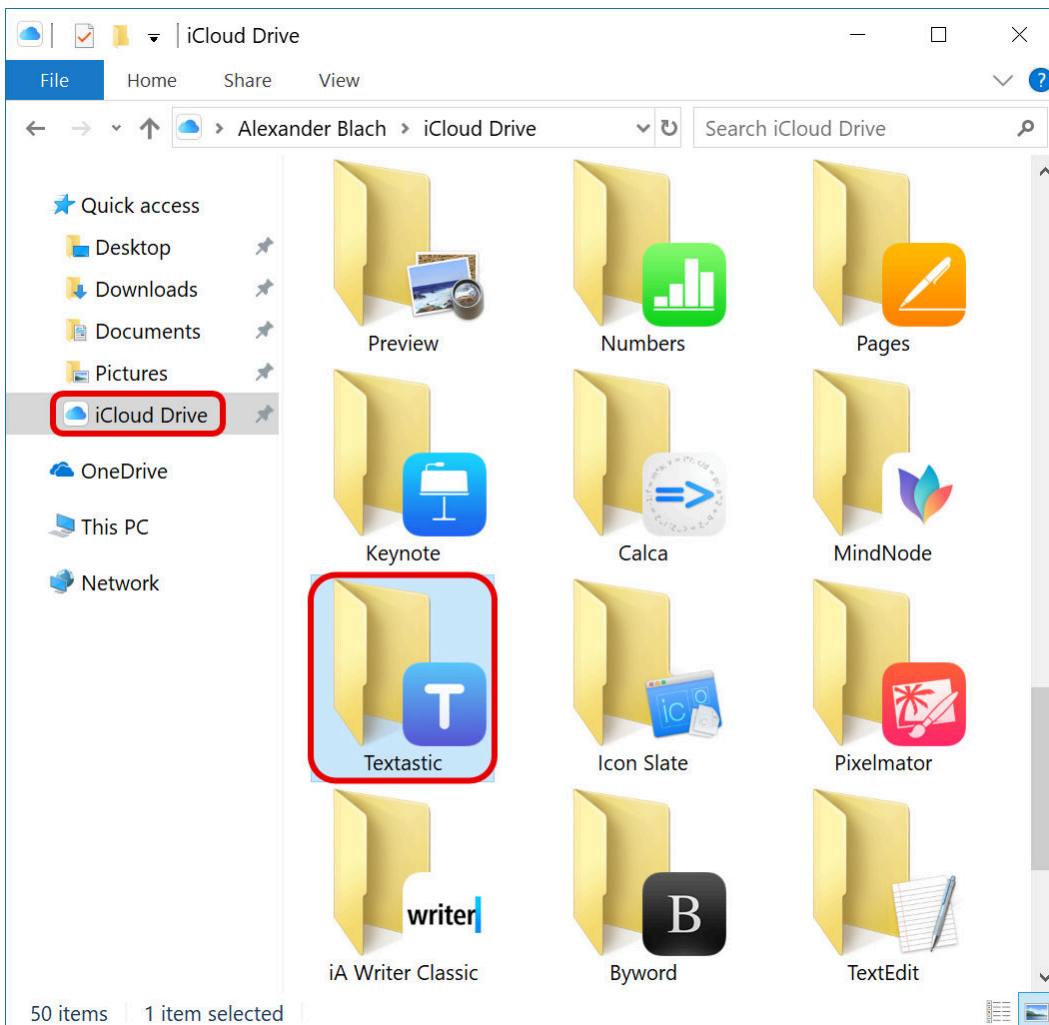 iCloud Drive
File Home Share View ?
Alexander Blach iCloud Drive Search iCloud Drive
Quick access
Desktop
Downloads
Documents
Pictures
iCloud Drive
OneDrive
This PC
Network
Preview Numbers Pages
Keynote Calca MindNode
T
iC
Textastic Icon Slate Pixelmator
writer B
iA Writer Classic Byword TextEdit
50 items 1 item selected